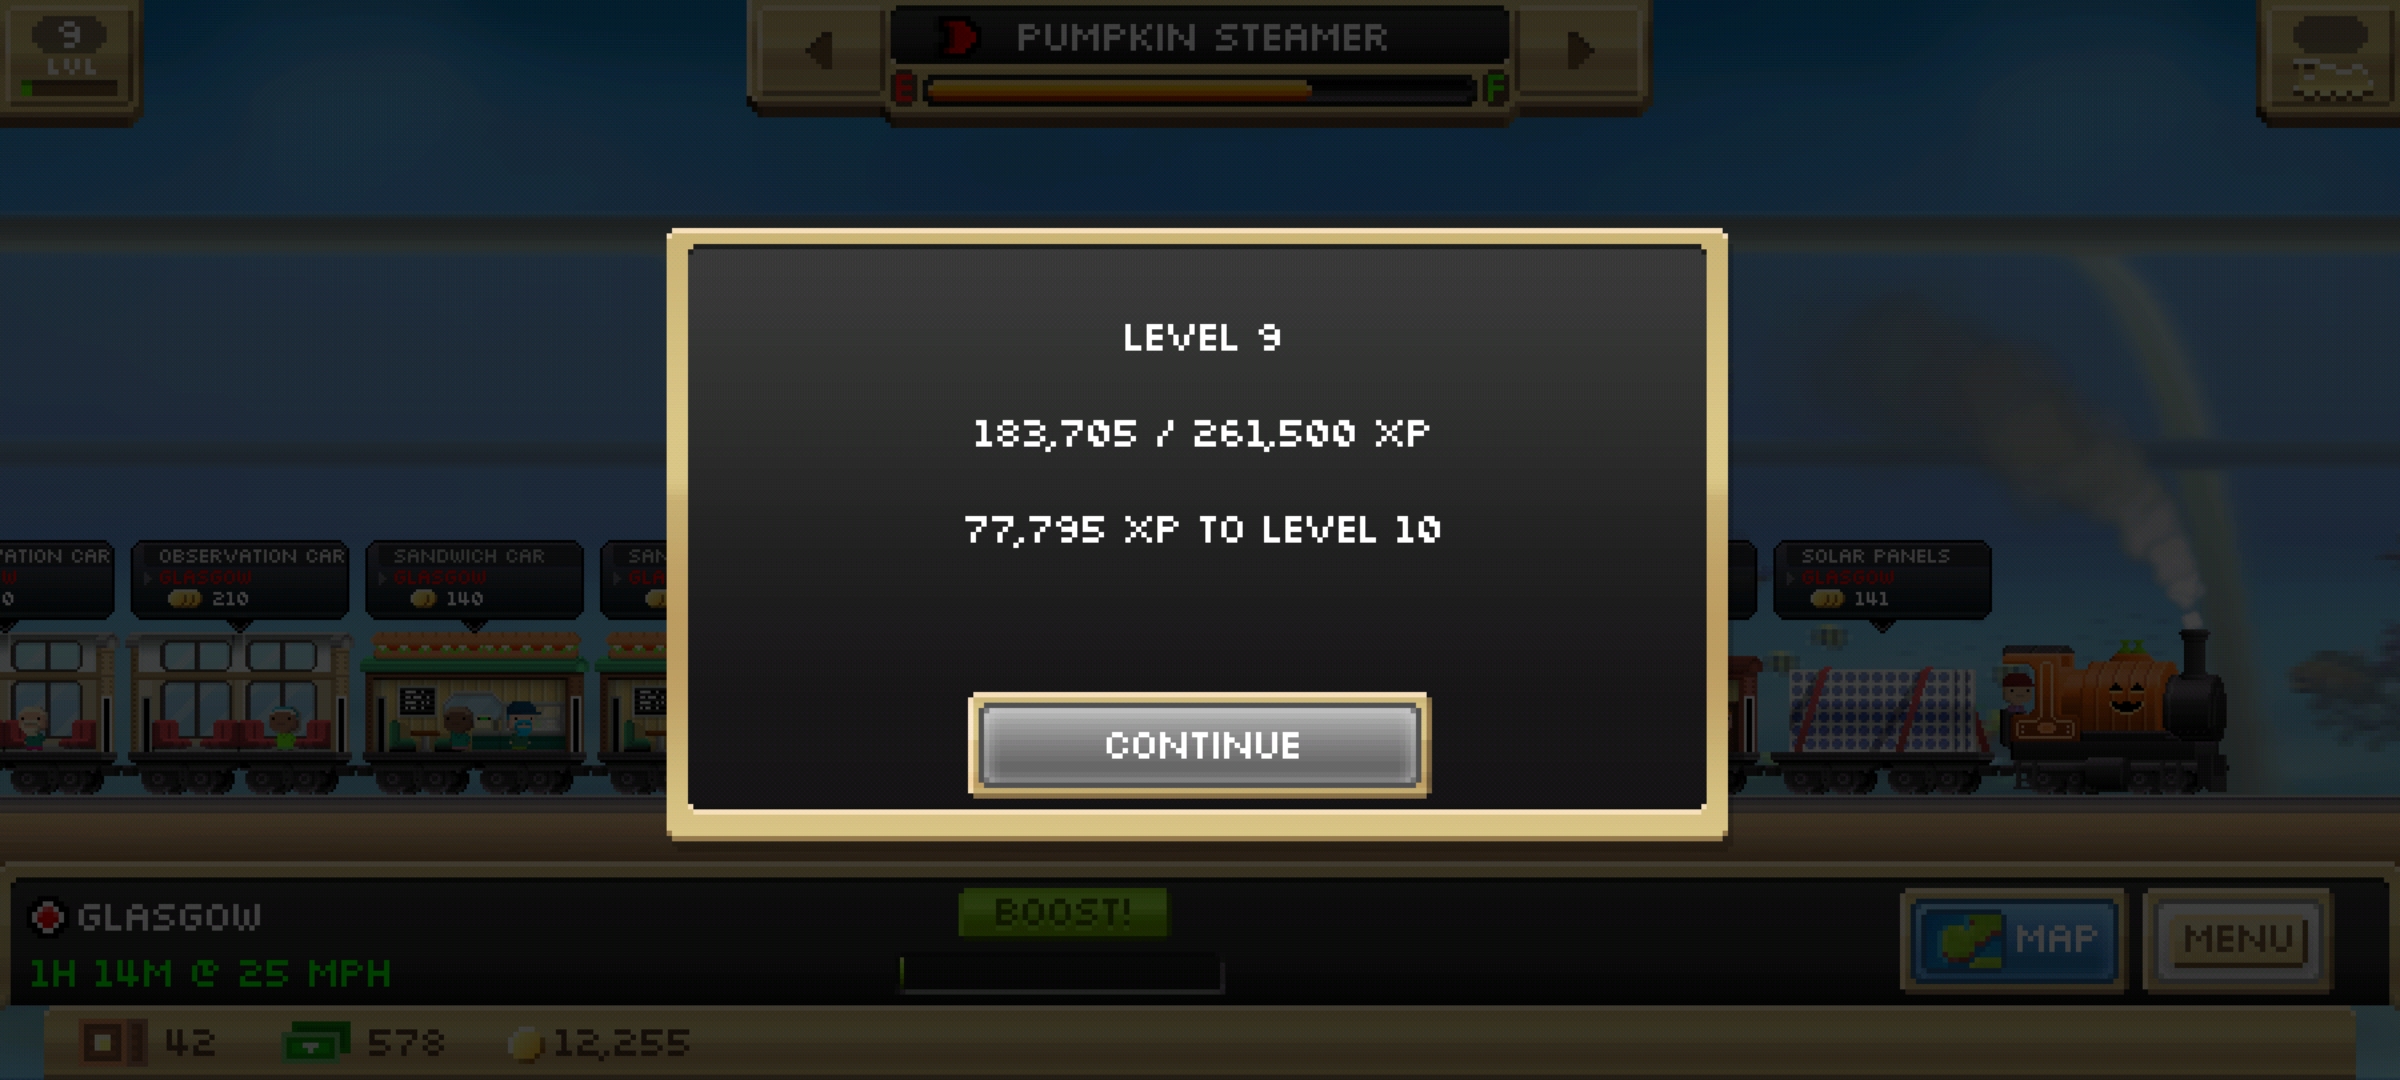 9
LVL
PUMPKIN STEAMER
E
F
LEVEL 9
183,705 / 261,500 XP
77,795 XP TO LEVEL 10
CONTINUE
ATION CAR
W
0
OBSERVATION CAR
GLASGOW
210
SANDWICH CAR
GLASGOW
140
SAN
GLA
SOLAR PANELS
GLASGOW
141
GLASGOW
1H 14M @ 25 MPH
BOOST!
MAP
MENU
42
578
12,255